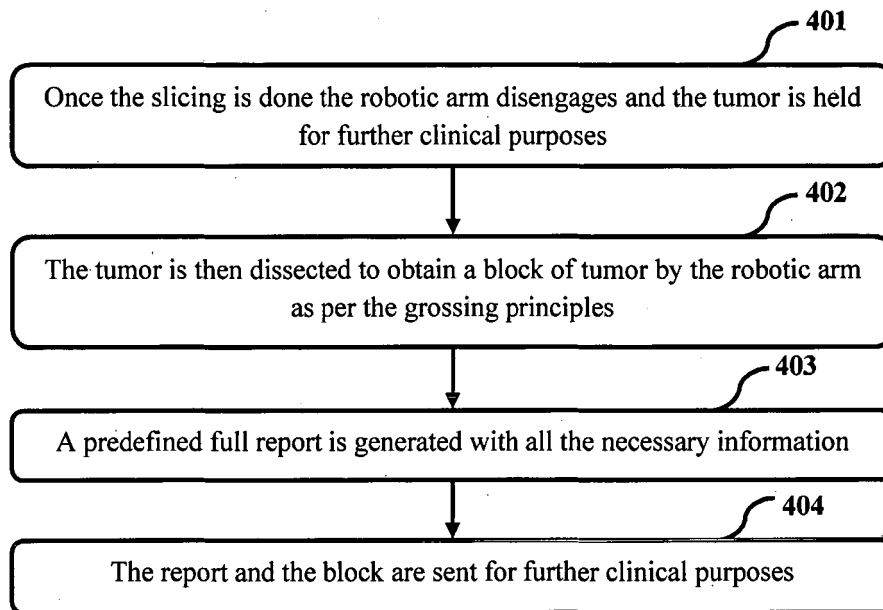 401
Once the slicing is done the robotic arm disengages and the tumor is held
for further clinical purposes
402
The tumor is then dissected to obtain a block of tumor by the robotic arm
as per the grossing principles
403
A predefined full report is generated with all the necessary information
404
The report and the block are sent for further clinical purposes